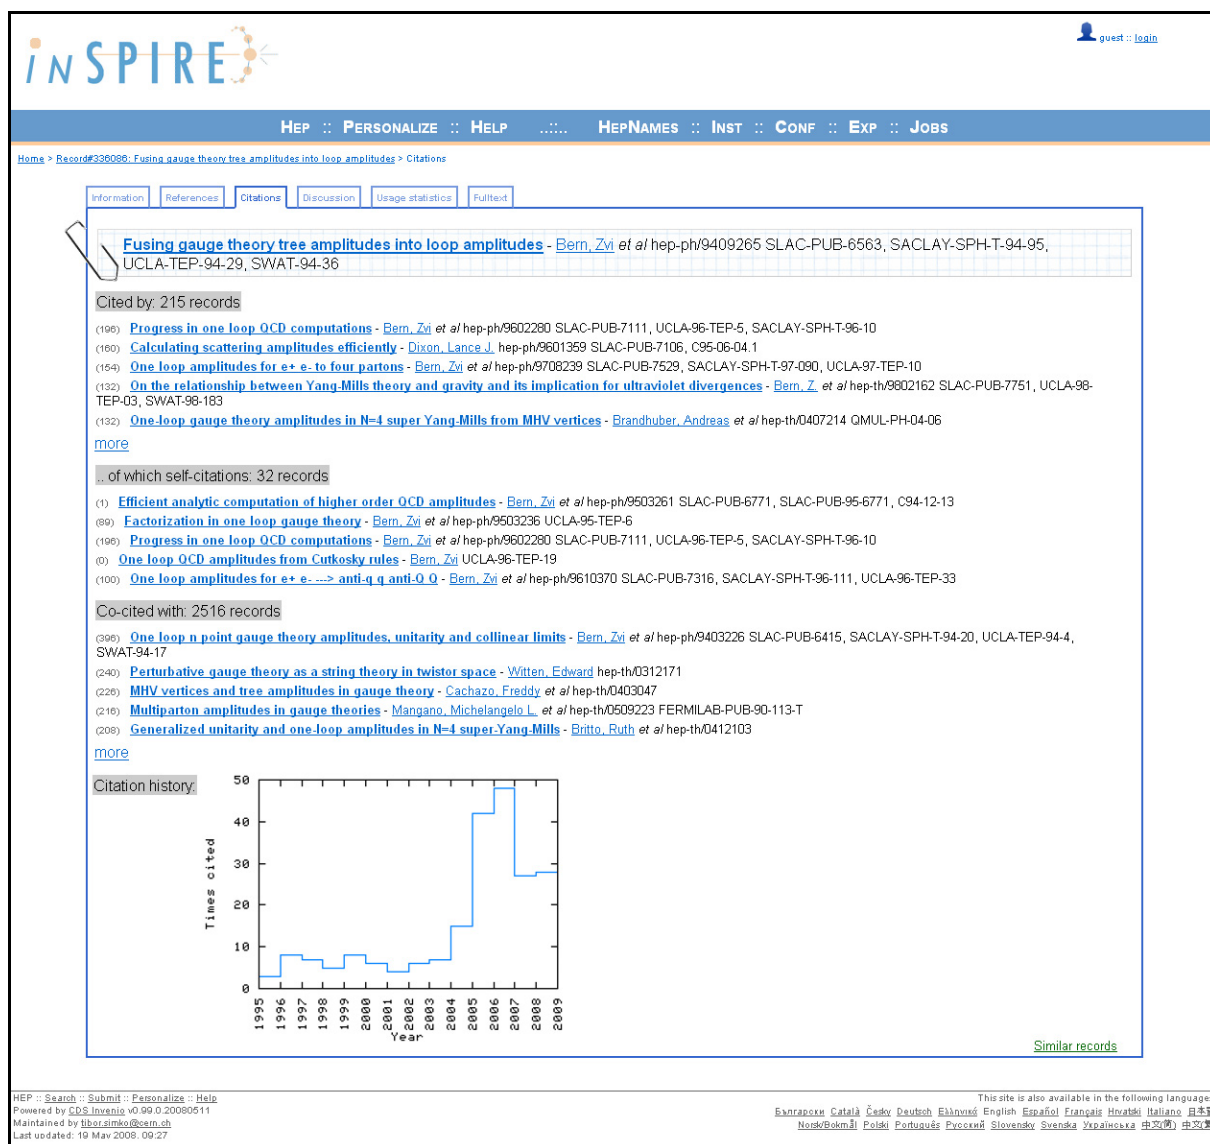 inSPIRE
guest :: login
HEP :: PERSONALIZE :: HELP ..::.. HEPNAMES :: INST :: CONF :: EXP :: JOBS
Home > Record#336086: Fusing gauge theory tree amplitudes into loop amplitudes > Citations
Information References Citations Discussion Usage statistics Fulltext
Fusing gauge theory tree amplitudes into loop amplitudes - Bern, Zvi et al hep-ph/9409265 SLAC-PUB-6563, SACLAY-SPH-T-94-95,
UCLA-TEP-94-29, SWAT-94-36
Cited by: 215 records
(196) Progress in one loop QCD computations - Bern, Zvi et al hep-ph/9602280 SLAC-PUB-7111, UCLA-96-TEP-5, SACLAY-SPH-T-96-10
(160) Calculating scattering amplitudes efficiently - Dixon, Lance J. hep-ph/9601359 SLAC-PUB-7106, C95-06-04.1
(154) One loop amplitudes for e+ e- to four partons - Bern, Zvi et al hep-ph/9708239 SLAC-PUB-7529, SACLAY-SPH-T-97-090, UCLA-97-TEP-10
(132) On the relationship between Yang-Mills theory and gravity and its implication for ultraviolet divergences - Bern, Z. et al hep-th/9802162 SLAC-PUB-7751, UCLA-98-
TEP-03, SWAT-98-183
(132) One-loop gauge theory amplitudes in N=4 super Yang-Mills from MHV vertices - Brandhuber, Andreas et al hep-th/0407214 QMUL-PH-04-06
more
.. of which self-citations: 32 records
(1) Efficient analytic computation of higher order QCD amplitudes - Bern, Zvi et al hep-ph/9503261 SLAC-PUB-6771, SLAC-PUB-95-6771, C94-12-13
(89) Factorization in one loop gauge theory - Bern, Zvi et al hep-ph/9503236 UCLA-95-TEP-6
(196) Progress in one loop QCD computations - Bern, Zvi et al hep-ph/9602280 SLAC-PUB-7111, UCLA-96-TEP-5, SACLAY-SPH-T-96-10
(0) One loop QCD amplitudes from Cutkosky rules - Bern, Zvi UCLA-96-TEP-19
(100) One loop amplitudes for e+ e- ---> anti-q q anti-Q Q - Bern, Zvi et al hep-ph/9610370 SLAC-PUB-7316, SACLAY-SPH-T-96-111, UCLA-96-TEP-33
Co-cited with: 2516 records
(396) One loop n point gauge theory amplitudes, unitarity and collinear limits - Bern, Zvi et al hep-ph/9403226 SLAC-PUB-6415, SACLAY-SPH-T-94-20, UCLA-TEP-94-4,
SWAT-94-17
(240) Perturbative gauge theory as a string theory in twistor space - Witten, Edward hep-th/0312171
(226) MHV vertices and tree amplitudes in gauge theory - Cachazo, Freddy et al hep-th/0403047
(216) Multiparton amplitudes in gauge theories - Mangano, Michelangelo L. et al hep-th/0509223 FERMILAB-PUB-90-113-T
(208) Generalized unitarity and one-loop amplitudes in N=4 super-Yang-Mills - Britto, Ruth et al hep-th/0412103
more
Citation history:
50
40
30
20
10
0
Times cited
1995 1996 1997 1998 1999 2000 2001 2002 2003 2004 2005 2006 2007 2008 2009
Year
Similar records
HEP :: Search :: Submit :: Personalize :: Help
Powered by CDS Invenio v0.99.0.20080511
Maintained by tibor.simko@cern.ch
Last updated: 19 May 2008, 09:27
This site is also available in the following language
Български Català Česky Deutsch Ελληνικά English Español Français Hrvatski Italiano 日本
Norsk/Bokmål Polski Português Русский Slovensky Svenska Українська 中文(简) 中文